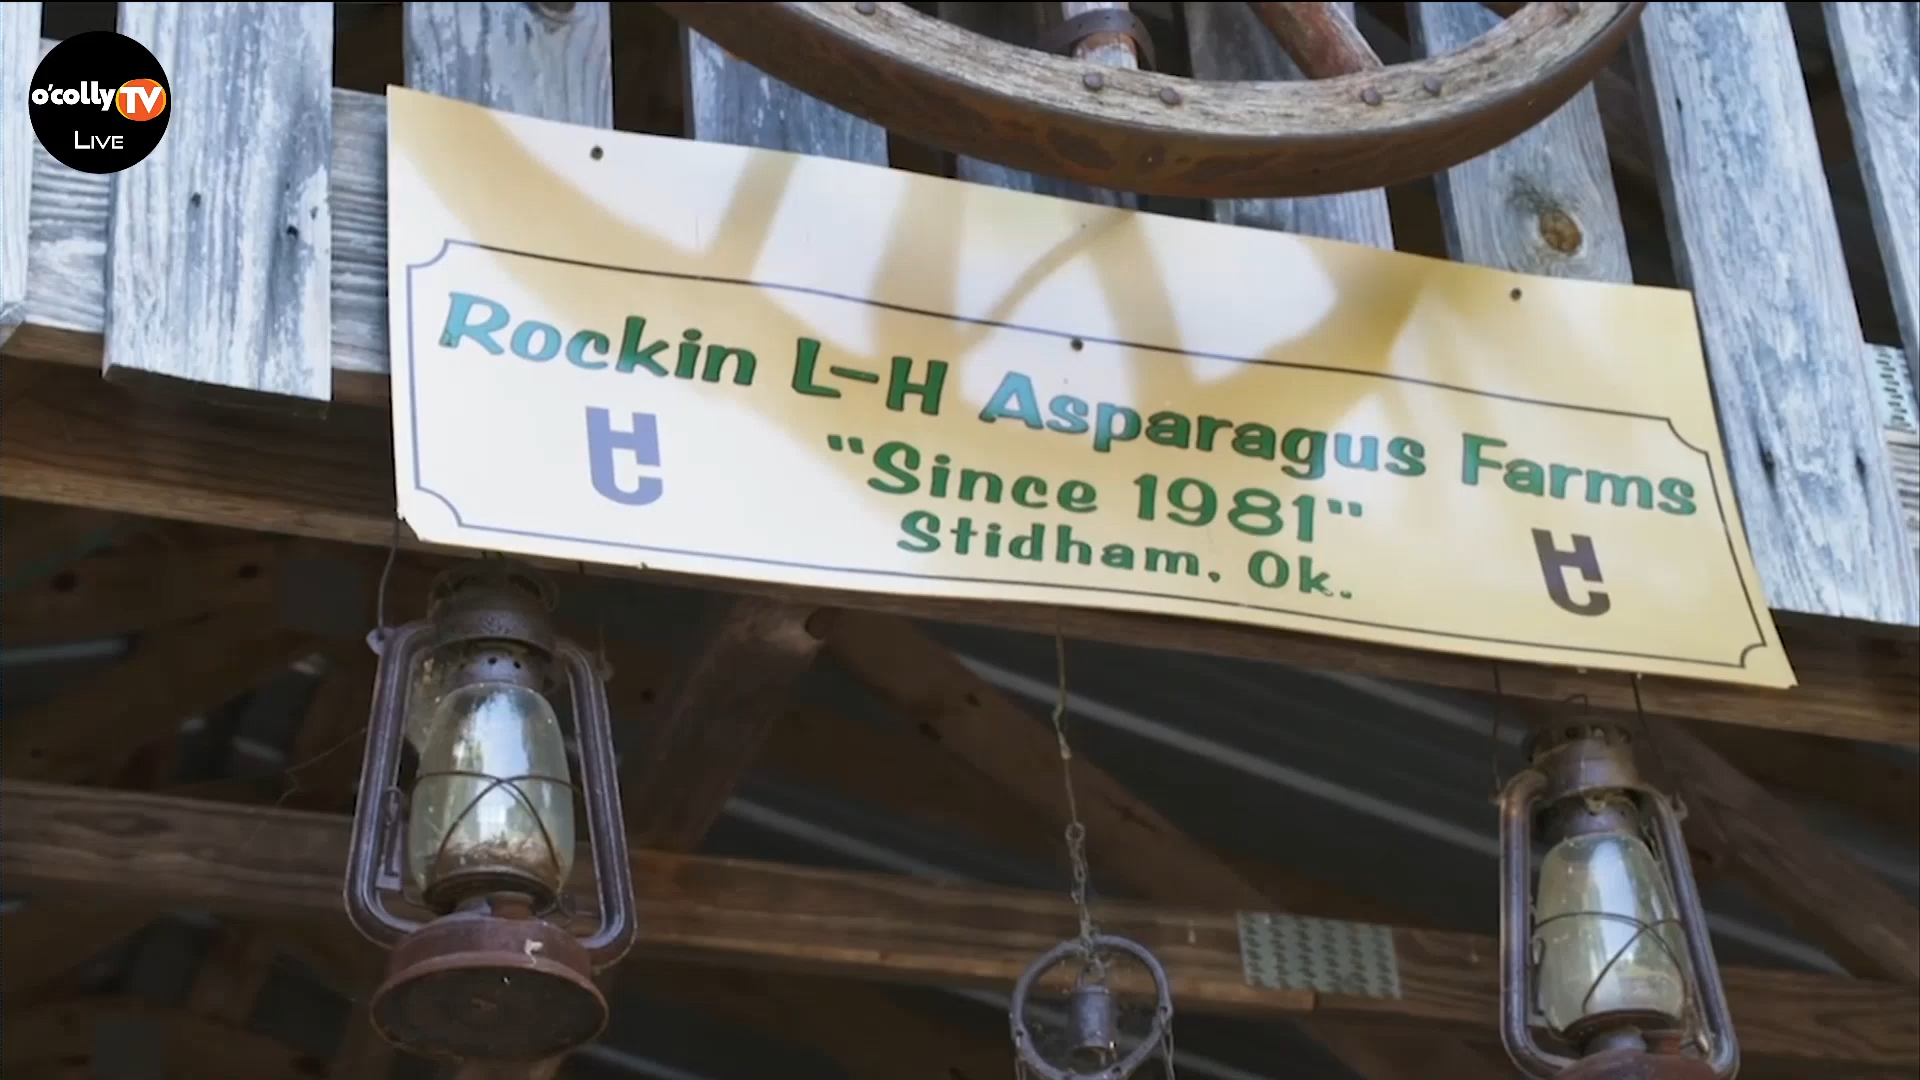 o'colly TV
LIVE
Rockin L-H Asparagus Farms
"Since 1981"
Stidham, Ok.